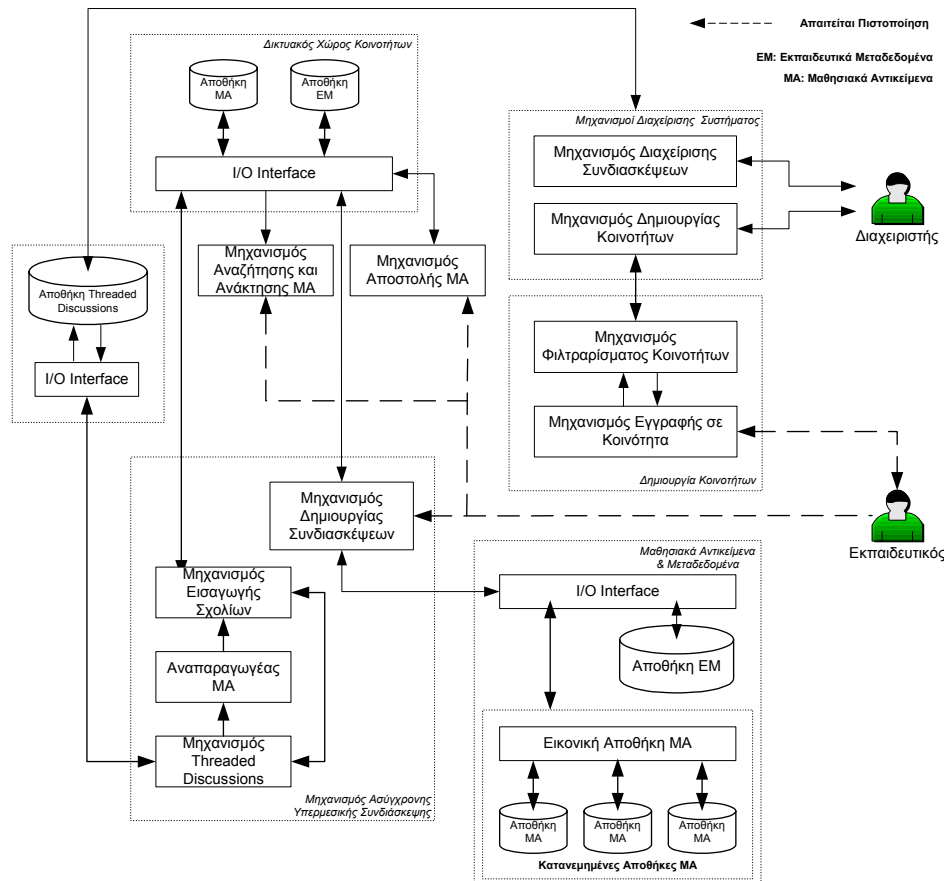 Απαιτείται Πιστοποίηση
ΕΜ: Εκπαιδευτικά Μεταδεδομένα
ΜΑ: Μαθησιακά Αντικείμενα
Δικτυακός Χώρος Κοινοτήτων
Αποθήκη
ΜΑ
Αποθήκη
ΕΜ
I/O Interface
Μηχανισμός
Αναζήτησης και
Ανάκτησης ΜΑ
Μηχανισμός
Αποστολής ΜΑ
Μηχανισμοί Διαχείρισης Συστήματος
Μηχανισμός Διαχείρισης
Συνδιασκέψεων
Μηχανισμός Δημιουργίας
Κοινοτήτων
Διαχειριστής
Αποθήκη Threaded
Discussions
I/O Interface
Μηχανισμός
Φιλτραρίσματος Κοινοτήτων
Μηχανισμός Εγγραφής σε
Κοινότητα
Δημιουργία Κοινοτήτων
Εκπαιδευτικός
Μηχανισμός
Δημιουργίας
Συνδιασκέψεων
Μηχανισμός
Εισαγωγής
Σχολίων
Αναπαραγωγέας
ΜΑ
Μηχανισμός
Threaded
Discussions
Μηχανισμός Ασύγχρονης
Υπερμεσικής Συνδιάσκεψης
Μαθησιακά Αντικείμενα
& Μεταδεδομένα
I/O Interface
Αποθήκη ΕΜ
Εικονική Αποθήκη ΜΑ
Αποθήκη
ΜΑ
Αποθήκη
ΜΑ
Αποθήκη
ΜΑ
Κατανεμημένες Αποθήκες ΜΑ